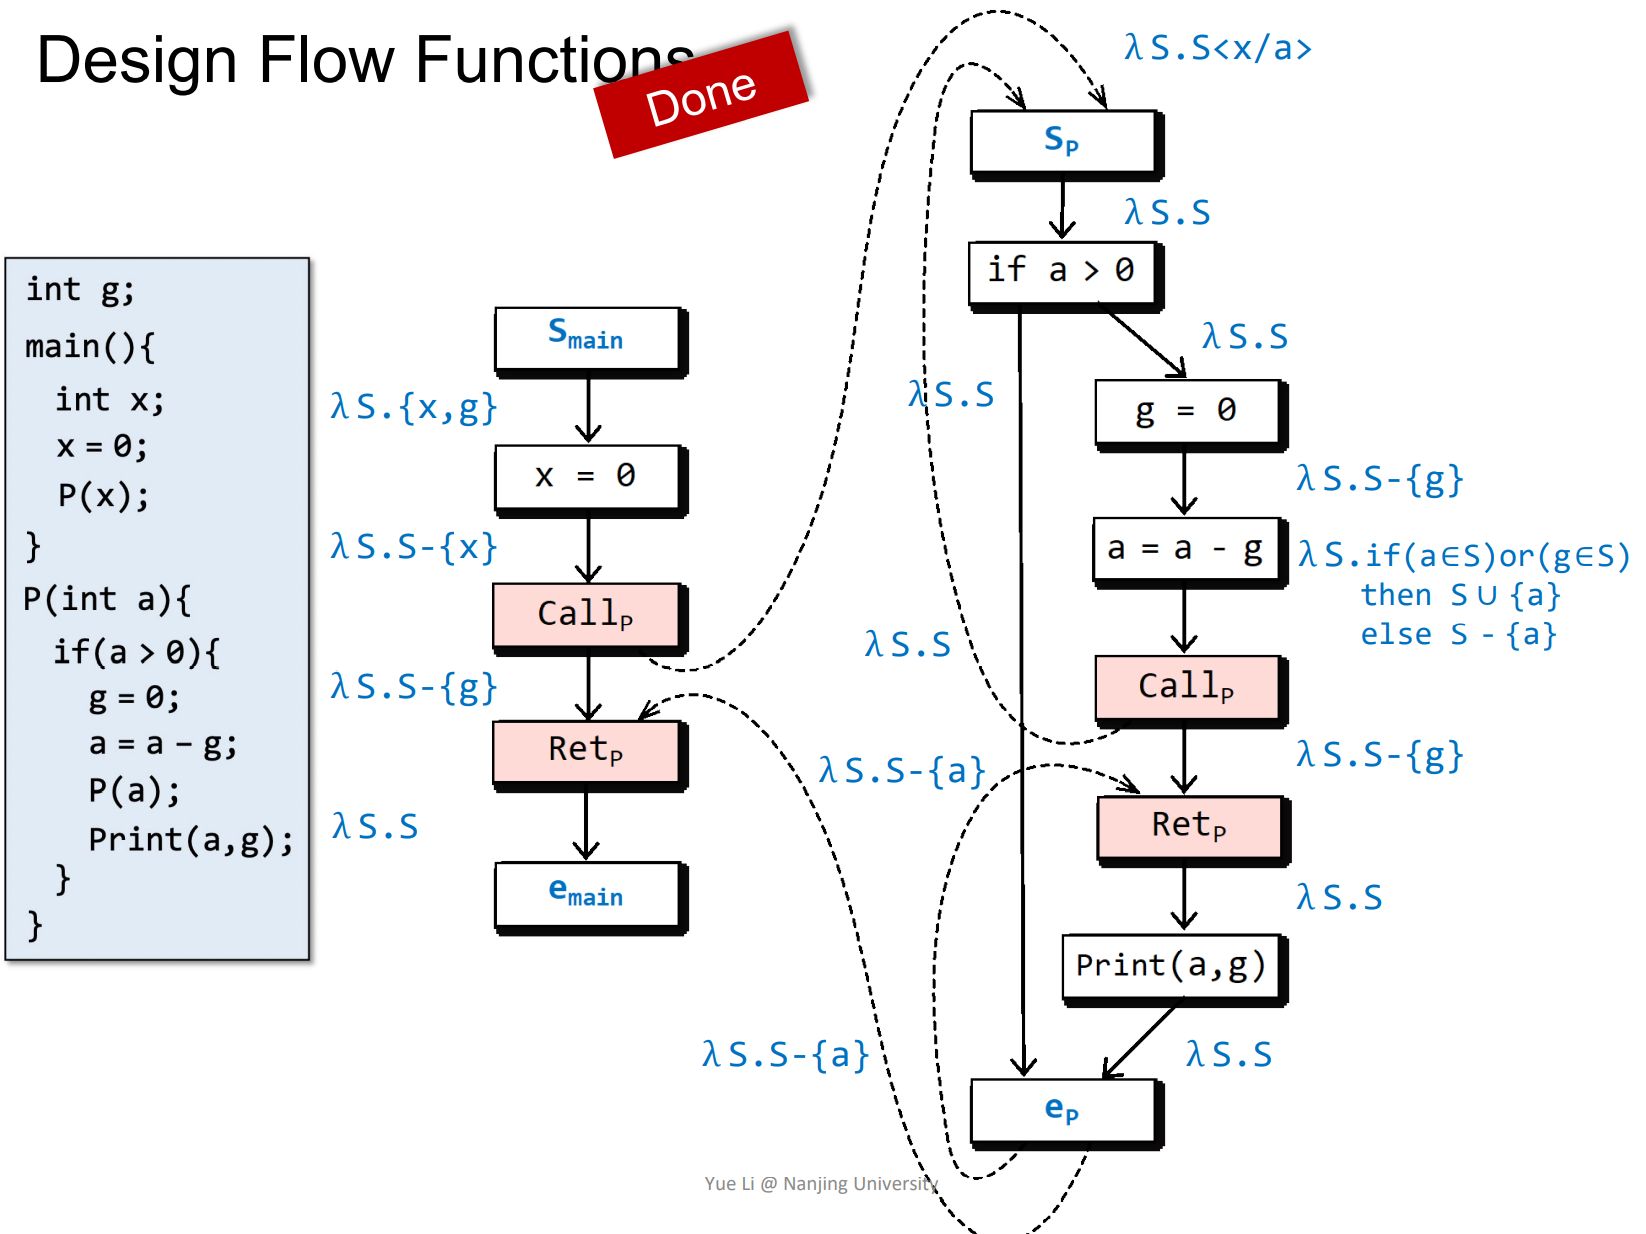 Design Flow Functions
Done
int g;
main(){
int x;
x = 0;
P(x);
}
P(int a){
if(a > 0){
g = 0;
a = a – g;
P(a);
Print(a,g);
}
}
Smain
λS.{x,g}
x = 0
λS.S-{x}
CallP
λS.S-{g}
RetP
λS.S
emain
λS.S<x/a>
SP
λS.S
if a > 0
λS.S
λS.S
g = 0
λS.S-{g}
a = a - g
λS.if(a∈S)or(g∈S)
then S ∪ {a}
else S - {a}
λS.S
CallP
λS.S-{g}
λS.S-{a}
RetP
λS.S
Print(a,g)
λS.S-{a}
λS.S
eP
Yue Li @ Nanjing University